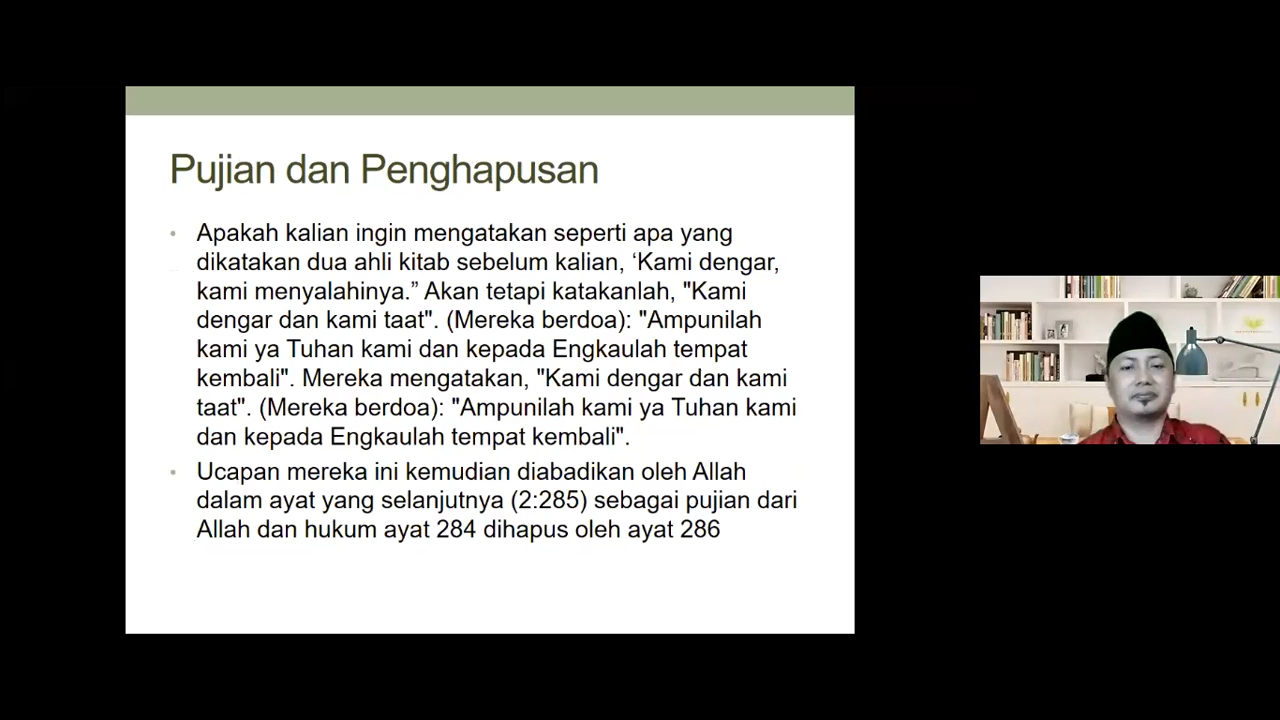 Pujian dan Penghapusan
• Apakah kalian ingin mengatakan seperti apa yang
dikatakan dua ahli kitab sebelum kalian, ‘Kami dengar,
kami menyalahinya.” Akan tetapi katakanlah, "Kami
dengar dan kami taat". (Mereka berdoa): "Ampunilah
kami ya Tuhan kami dan kepada Engkaulah tempat
kembali". Mereka mengatakan, "Kami dengar dan kami
taat". (Mereka berdoa): "Ampunilah kami ya Tuhan kami
dan kepada Engkaulah tempat kembali".
• Ucapan mereka ini kemudian diabadikan oleh Allah
dalam ayat yang selanjutnya (2:285) sebagai pujian dari
Allah dan hukum ayat 284 dihapus oleh ayat 286